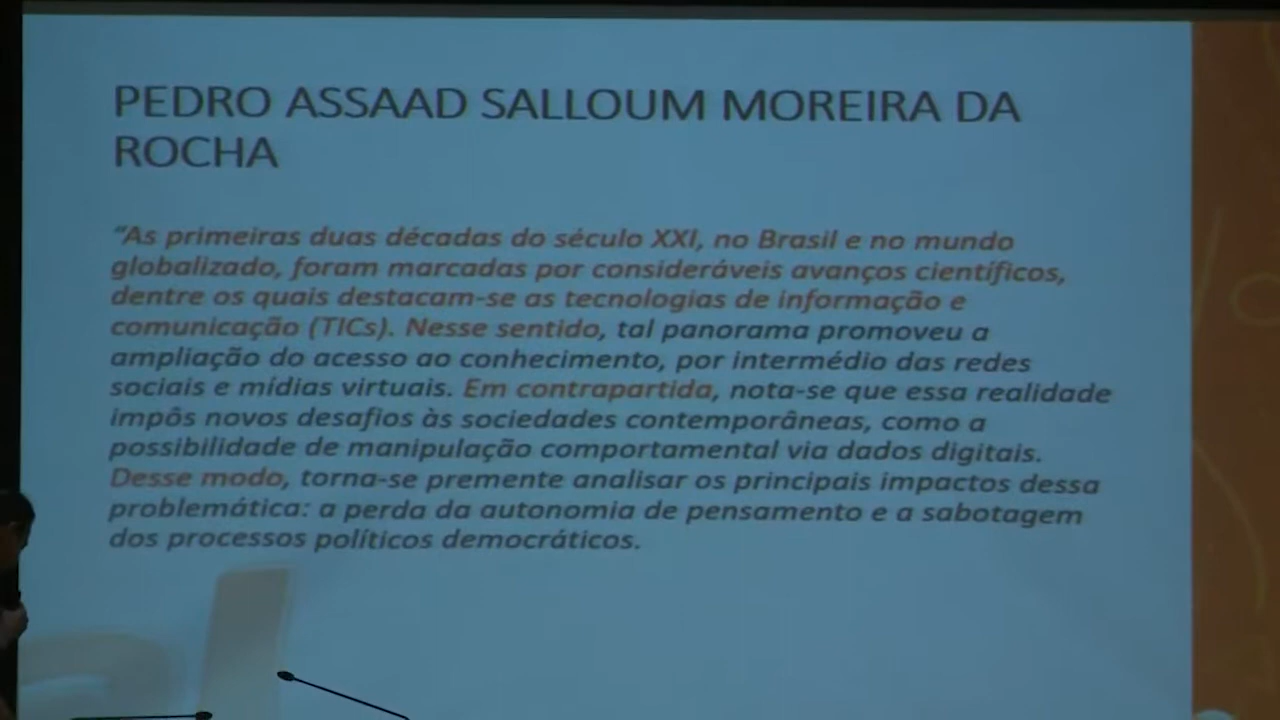 PEDRO ASSAAD SALLOUM MOREIRA DA
ROCHA
“As primeiras duas décadas do século XXI, no Brasil e no mundo
globalizado, foram marcadas por consideráveis avanços científicos,
dentre os quais destacam-se as tecnologias de informação e
comunicação (TICs). Nesse sentido, tal panorama promoveu a
ampliação do acesso ao conhecimento, por intermédio das redes
sociais e mídias virtuais. Em contrapartida, nota-se que essa realidade
impôs novos desafios às sociedades contemporâneas, como a
possibilidade de manipulação comportamental via dados digitais.
Desse modo, torna-se premente analisar os principais impactos dessa
problemática: a perda da autonomia de pensamento e a sabotagem
dos processos políticos democráticos.